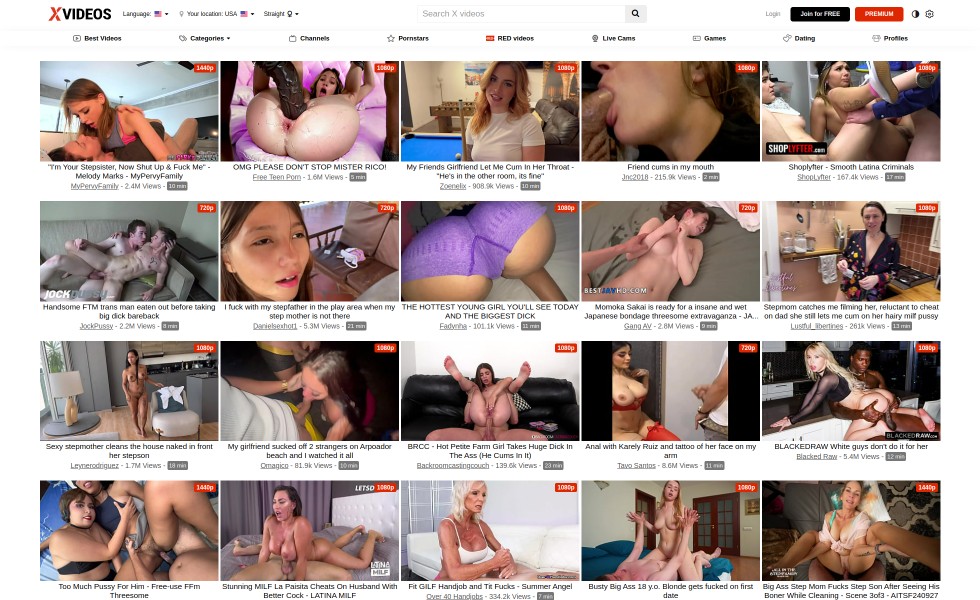 XVIDEOS
Language:
Your location: USA
Straight
Search X videos
Login
Join for FREE
PREMIUM
Best Videos
Categories
Channels
Pornstars
RED videos
Live Cams
Games
Dating
Profiles
1440p
"I'm Your Stepsister, Now Shut Up & Fuck Me" -
Melody Marks - MyPervyFamily
MyPervyFamily - 2.4M Views - 10 min
1080p
OMG PLEASE DON'T STOP MISTER RICO!
Free Teen Porn - 1.6M Views - 5 min
1080p
My Friends Girlfriend Let Me Cum In Her Throat -
"He's in the other room, its fine"
Zoenelix - 908.9k Views - 16 min
1080p
Friend cums in my mouth
Jnc2018 - 215.9k Views - 2 min
1080p
SHOPLYFTER.com
Shoplyfter - Smooth Latina Criminals
ShopLyfter - 167.4k Views - 17 min
720p
Handsome FTM trans man eaten out before taking
big dick bareback
JockPussy - 2.2M Views - 8 min
720p
I fuck with my stepfather in the play area when my
step mother is not there
Danielsexhot1 - 5.3M Views - 21 min
1080p
THE HOTTEST YOUNG GIRL YOU'LL SEE TODAY
AND THE BIGGEST DICK
Fadynha - 101.1k Views - 11 min
720p
BESTJAVHD.COM
Momoka Sakai is ready for a insane and wet
Japanese bondage threesome extravaganza - JA...
Gang AV - 2.8M Views - 9 min
1080p
Stepmom catches me filming her, reluctant to cheat
on dad she still lets me cum on her hairy milf pussy
Lustful_libertines - 261k Views - 13 min
1080p
Sexy stepmother cleans the house naked in front
her stepson
Leynerodriguez - 1.7M Views - 18 min
1080p
My girlfriend sucked off 2 strangers on Arpoador
beach and I watched it all
Omagico - 81.9k Views - 10 min
1080p
BRCC - Hot Petite Farm Girl Takes Huge Dick In
The Ass (He Cums In It)
Backroomcastingcouch - 139.6k Views - 23 min
720p
Anal with Karely Ruiz and tattoo of her face on my
arm
Tavo Santos - 8.6M Views - 11 min
1080p
BLACKEDRAW.com
BLACKEDRAW White guys don't do it for her
Blacked Raw - 5.4M Views - 12 min
1440p
Too Much Pussy For Him - Free-use FFm
Threesome
LETSD
1080p
LATINA
MILF
Stunning MILF La Paisita Cheats On Husband With
Better Cock - LATINA MILF
1080p
Fit GILF Handjob and Tit Fucks - Summer Angel
Over 40 Handjobs - 334.2k Views - 7 min
1080p
Busty Big Ass 18 y.o. Blonde gets fucked on first
date
1440p
Big Ass Step Mom Fucks Step Son After Seeing His
Boner While Cleaning - Scene 3of3 - AITSF240927